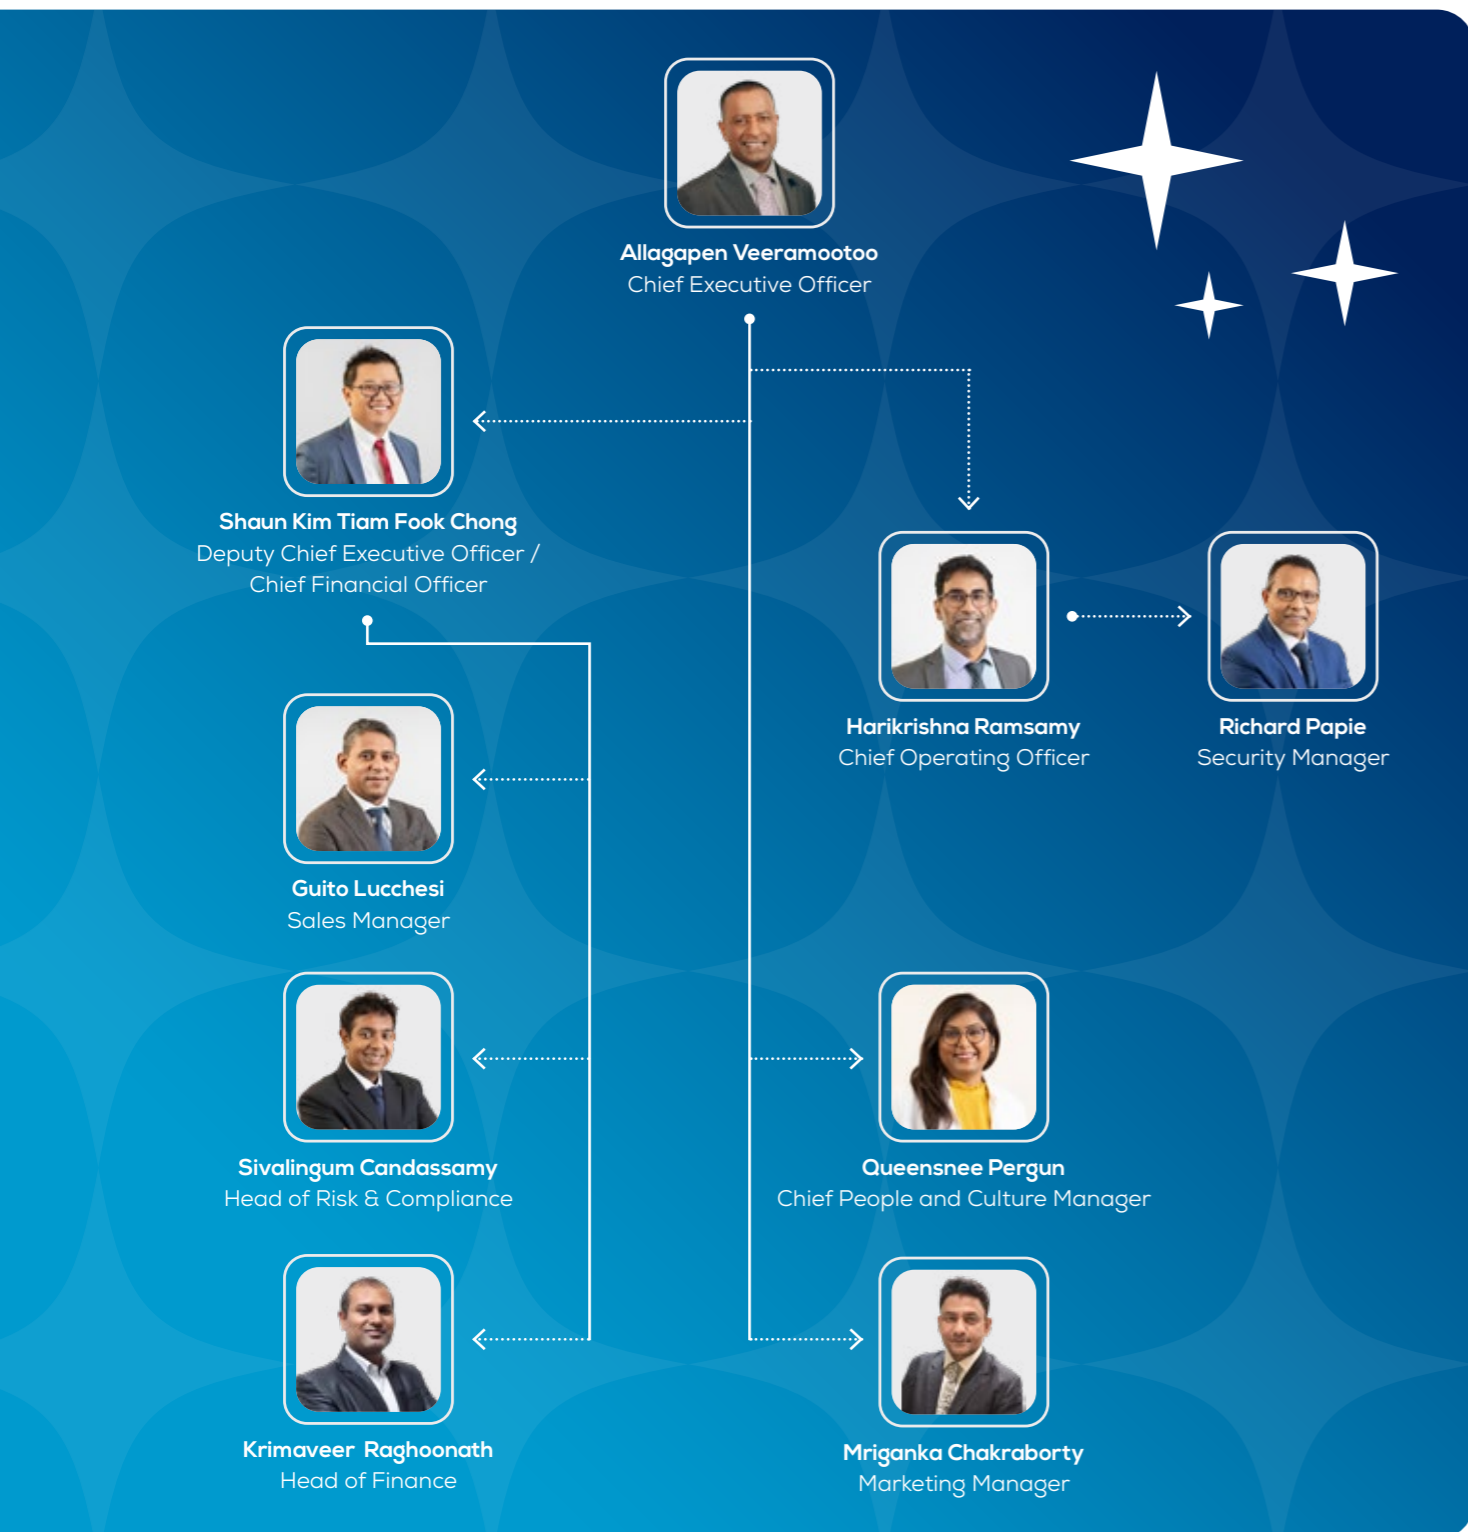 Allagapen Veeramootoo
Chief Executive Officer
Shaun Kim Tiam Fook Chong
Deputy Chief Executive Officer /
Chief Financial Officer
Harikrishna Ramsamy
Chief Operating Officer
Richard Papie
Security Manager
Guito Lucchesi
Sales Manager
Sivalingum Candassamy
Head of Risk & Compliance
Queensnee Pergun
Chief People and Culture Manager
Krimaveer Raghoonath
Head of Finance
Mriganka Chakraborty
Marketing Manager